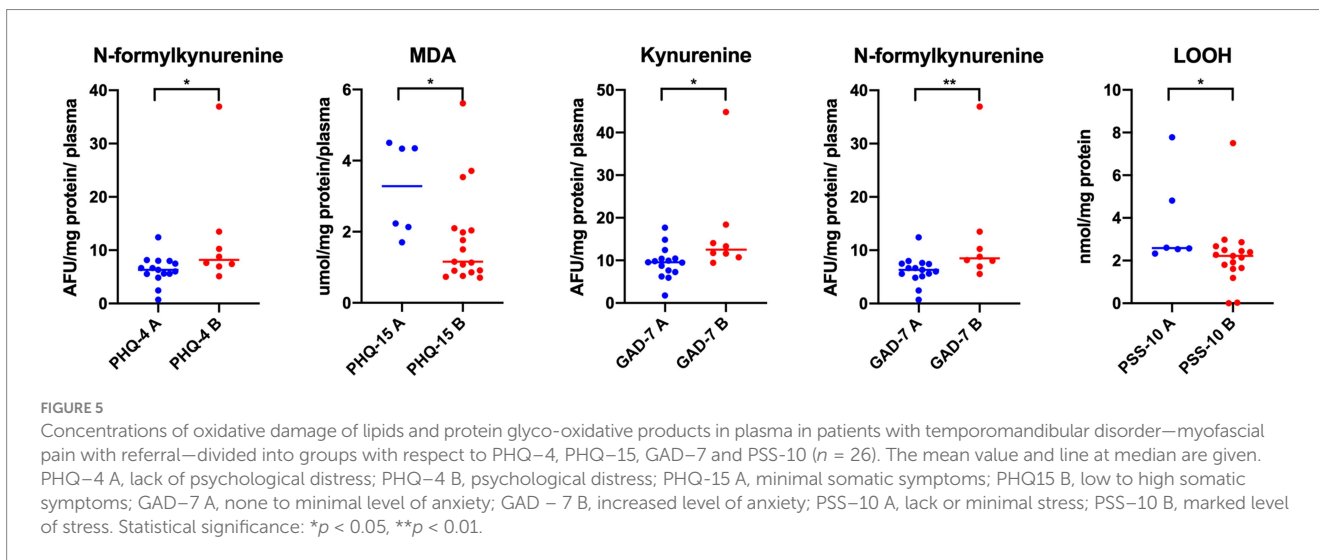 N-formylkynurenine
*
AFU/mg protein/ plasma
40
30
20
10
0
PHQ-4 A
PHQ-4 B
MDA
*
umol/mg protein/plasma
6
4
2
0
PHQ-15 A
PHQ-15 B
Kynurenine
*
AFU/mg protein/ plasma
50
40
30
20
10
0
GAD-7 A
GAD-7 B
N-formylkynurenine
**
AFU/mg protein/ plasma
40
30
20
10
0
GAD-7 A
GAD-7 B
LOOH
*
nmol/mg protein
10
8
6
4
2
0
PSS-10 A
PSS-10 B
FIGURE 5
Concentrations of oxidative damage of lipids and protein glyco-oxidative products in plasma in patients with temporomandibular disorder—myofascial
pain with referral—divided into groups with respect to PHQ–4, PHQ–15, GAD–7 and PSS-10 (n = 26). The mean value and line at median are given.
PHQ–4 A, lack of psychological distress; PHQ–4 B, psychological distress; PHQ-15 A, minimal somatic symptoms; PHQ15 B, low to high somatic
symptoms; GAD–7 A, none to minimal level of anxiety; GAD – 7 B, increased level of anxiety; PSS–10 A, lack or minimal stress; PSS–10 B, marked level
of stress. Statistical significance: *p < 0.05, **p < 0.01.